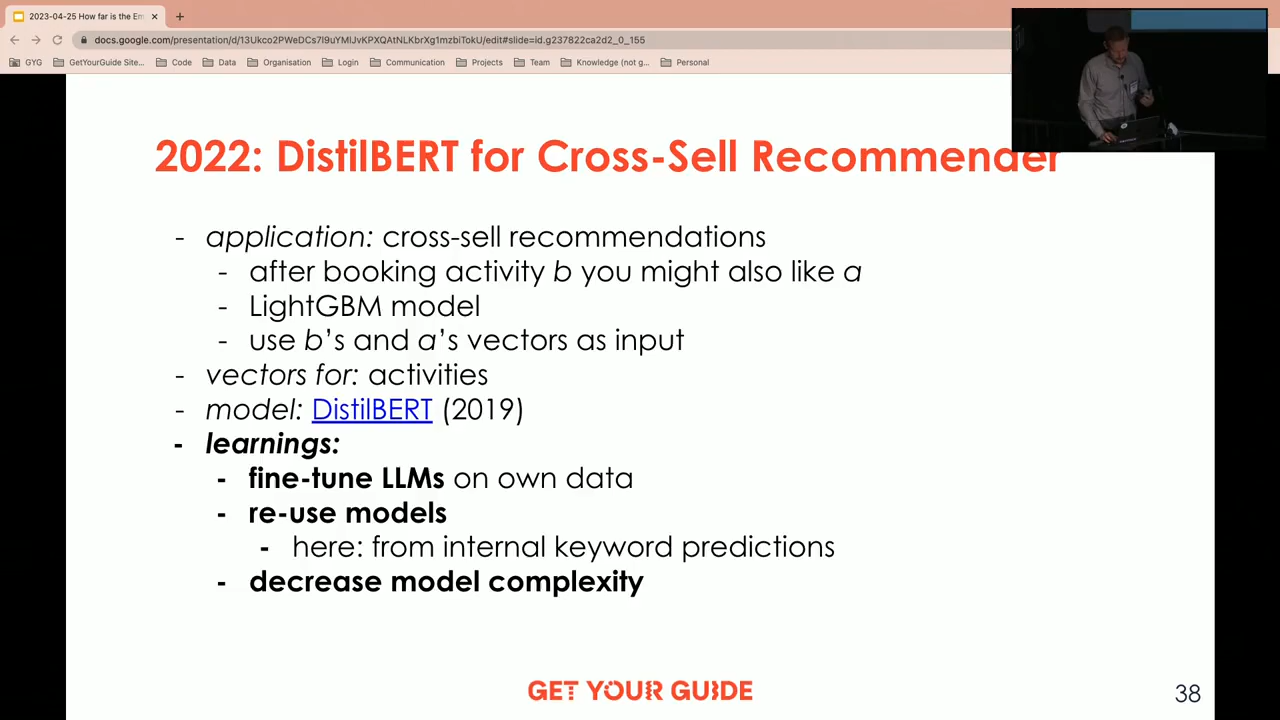 2023-04-25 How far is the Em
docs.google.com/presentation/d/13Ukco2PWeDCs7I9uYMlJvKPXQAtNLKbrXg1mzbiTokU/edit#slide=id.g237822ca2d2_0_155
GYG GetYourGuide Site... Code Data Organisation Login Communication Projects Team Knowledge (not g... Personal
2022: DistilBERT for Cross-Sell Recommender
- application: cross-sell recommendations
- after booking activity b you might also like a
- LightGBM model
- use b's and a's vectors as input
- vectors for: activities
- model: DistilBERT (2019)
- learnings:
- fine-tune LLMs on own data
- re-use models
- here: from internal keyword predictions
- decrease model complexity
GET YOUR GUIDE
38